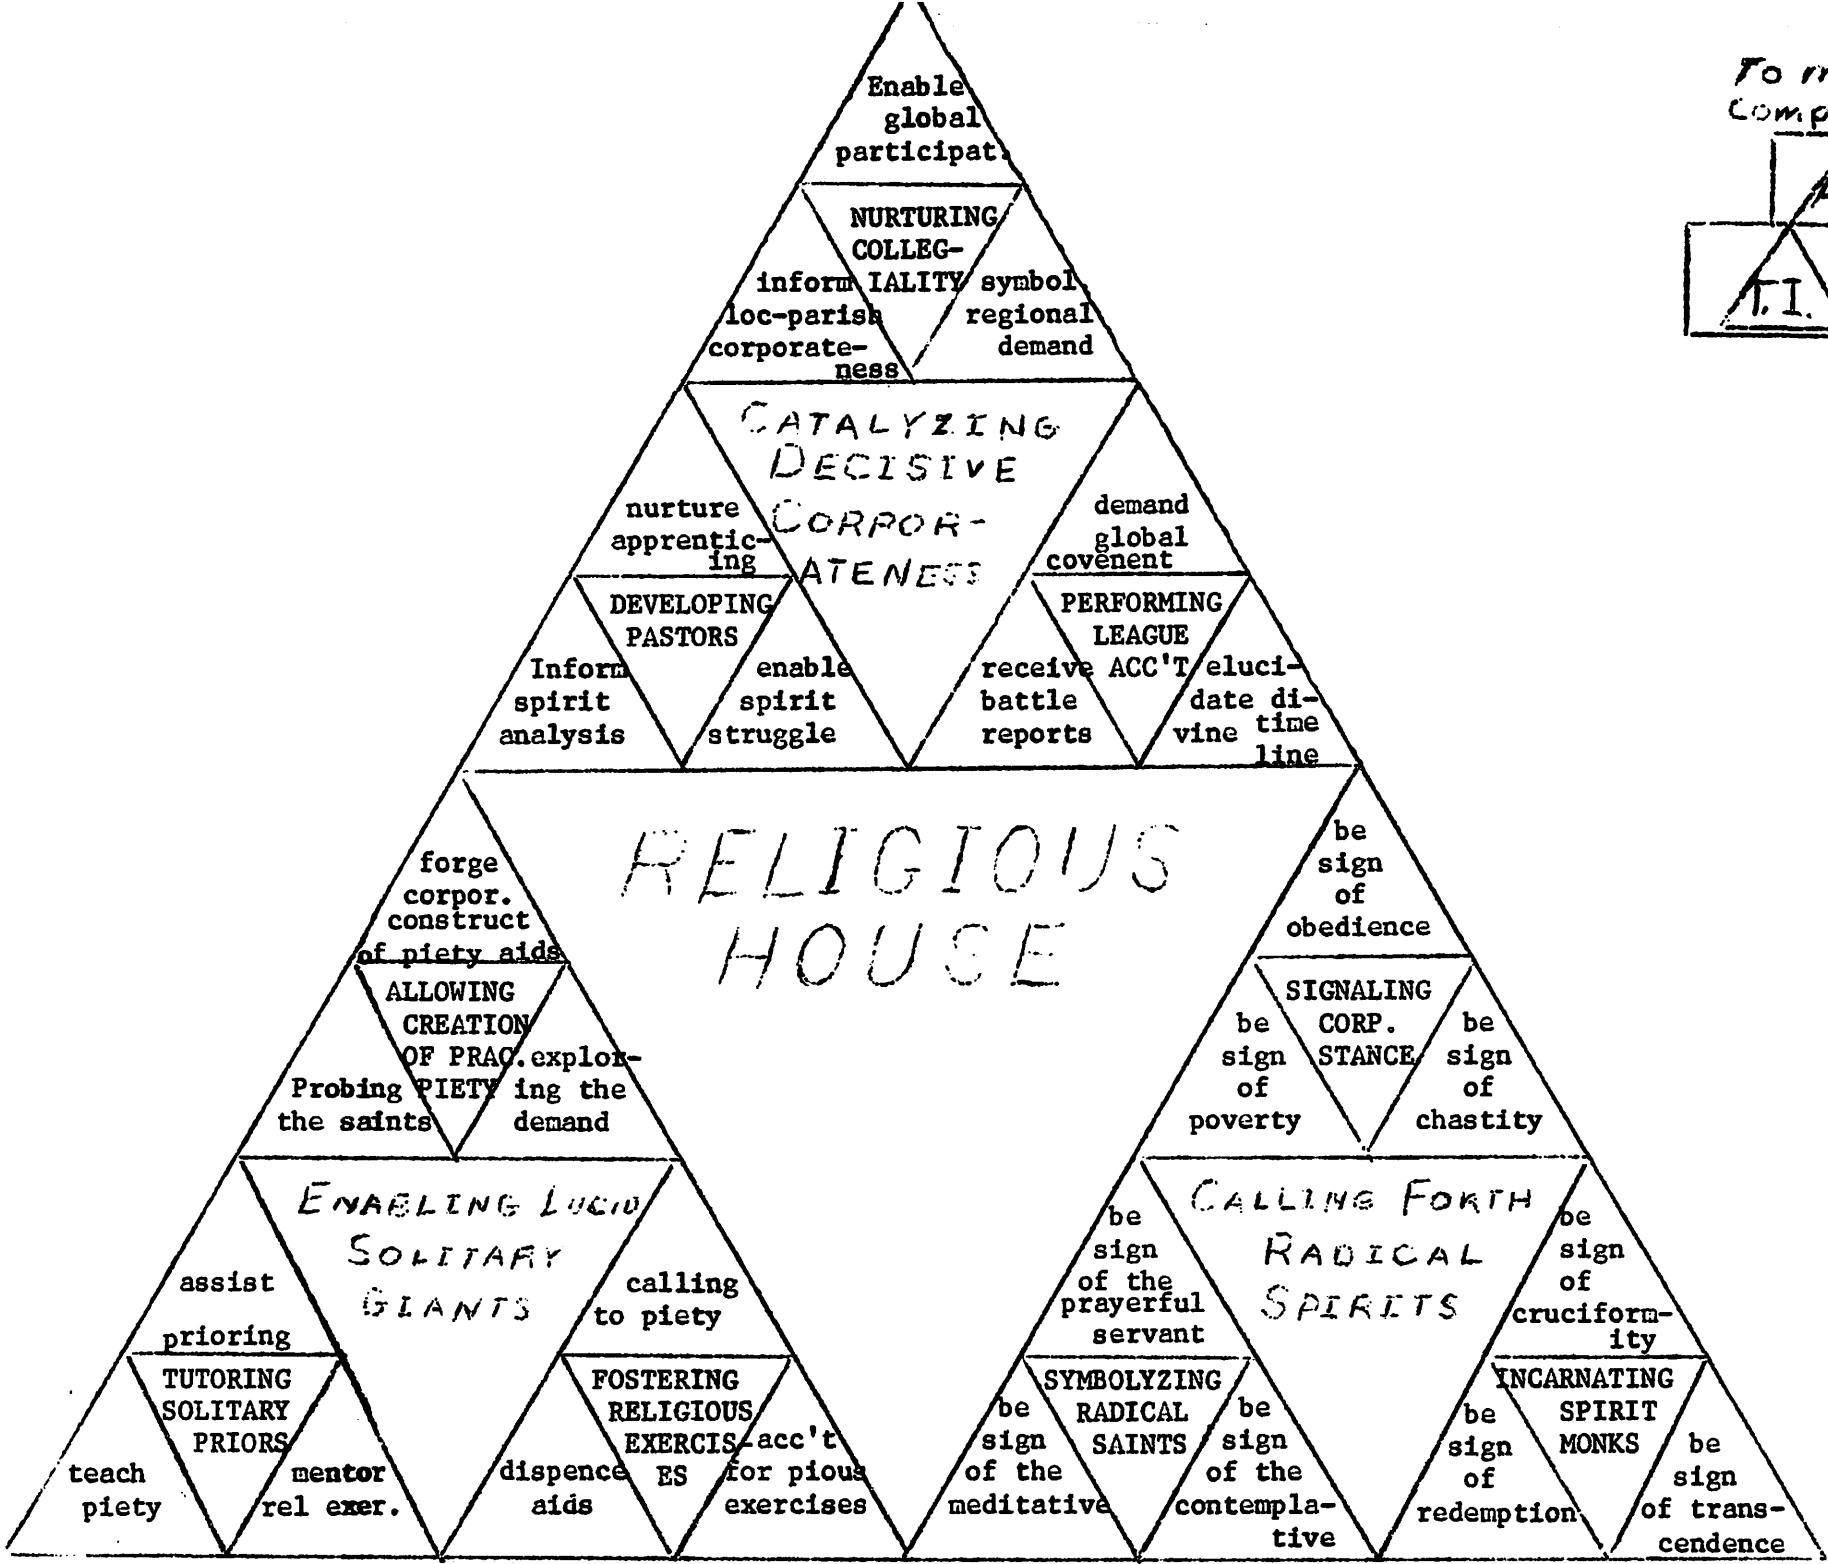 Enable
global
participat.
NURTURING
COLLEG-
IALITY
inform
loc-parish
corporate-
ness
symbol
regional
demand
CATALYZING
DECISIVE
CORPOR-
ATENESS
nurture
apprentic-
ing
DEVELOPING
PASTORS
Inform
spirit
analysis
enable
spirit
struggle
demand
global
covenent
PERFORMING
LEAGUE
ACC'T
receive
battle
reports
eluci-
date di-
vine time
line
RELIGIOUS
HOUSE
forge
corpor.
construct
of piety aids
ALLOWING
CREATION
OF PRAC.
PIETY
Probing
the saints
explor-
ing the
demand
ENABLING LUCID
SOLITARY
GIANTS
assist
prioring
TUTORING
SOLITARY
PRIORS
teach
piety
mentor
rel exer.
calling
to piety
FOSTERING
RELIGIOUS
EXERCIS-
ES
dispence
aids
acc't
for pious
exercises
be
sign
of
obedience
SIGNALING
CORP.
STANCE
be
sign
of
poverty
be
sign
of
chastity
CALLING FORTH
RADICAL
SPIRITS
be
sign
of the
prayerful
servant
SYMBOLYZING
RADICAL
SAINTS
be
sign
of the
meditative
be
sign
of the
contempla-
tive
be
sign
of
cruciform-
ity
INCARNATING
SPIRIT
MONKS
be
sign
of
redemption
be
sign
of trans-
cendence
To
T.I.